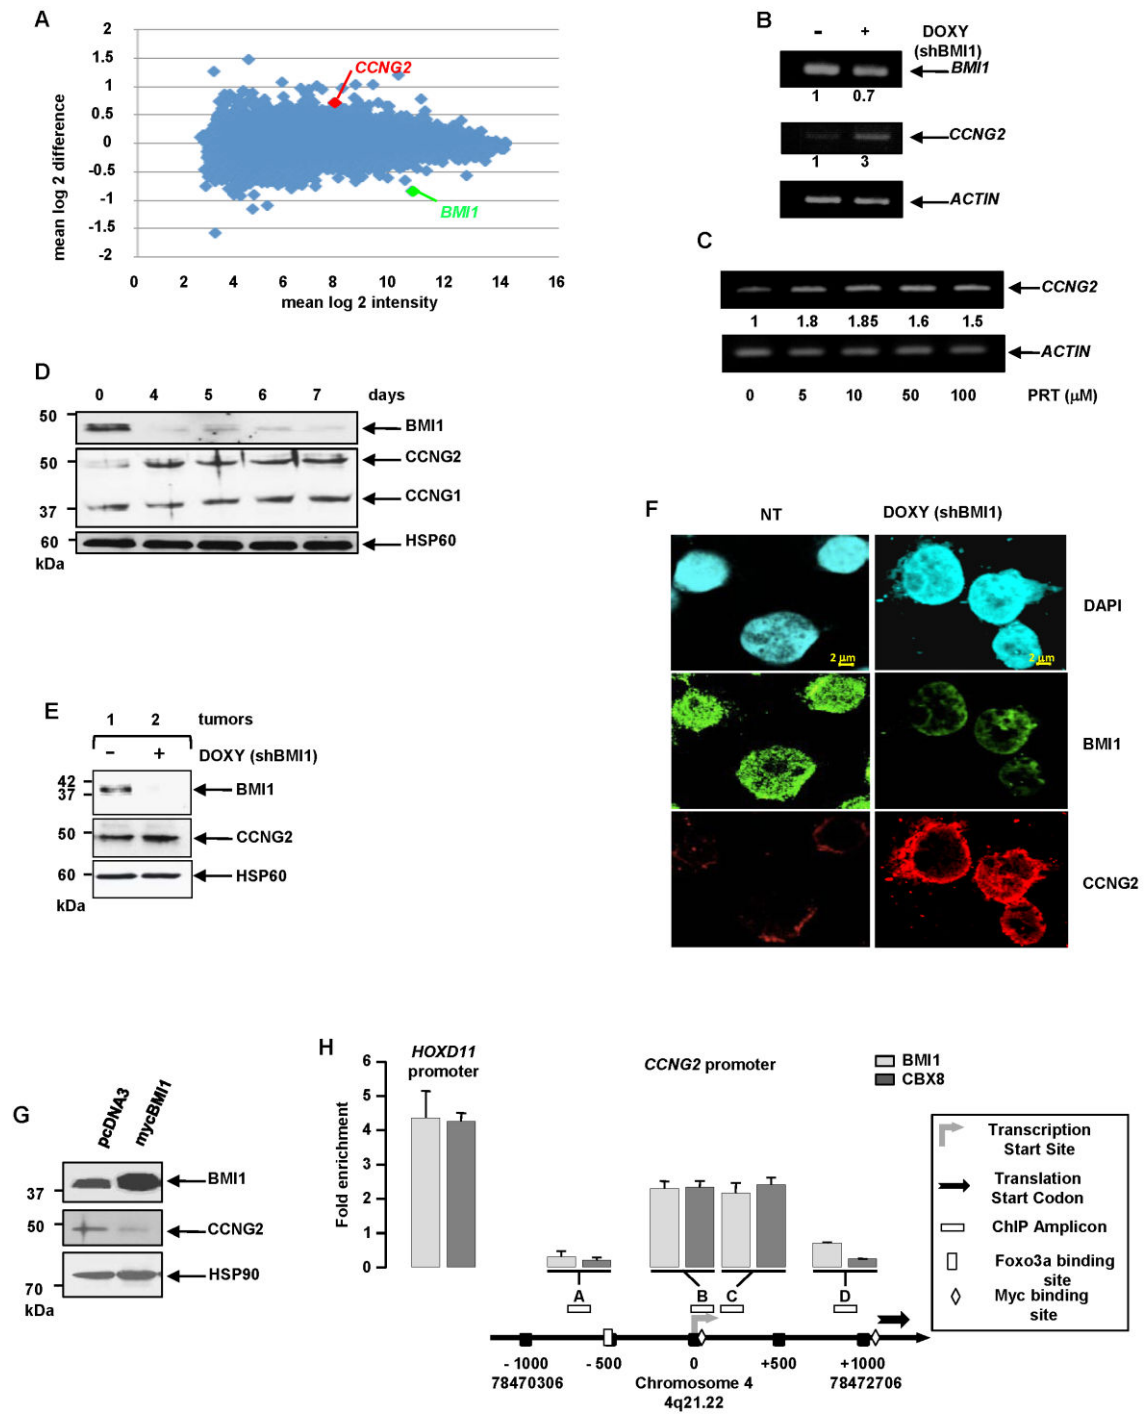 A
2
1.5
1
0.5
0
-0.5
-1
-1.5
-2
mean log 2 difference
CCNG2
BMI1
0 2 4 6 8 10 12 14 16
mean log 2 intensity
B
- + DOXY
(shBMI1)
BMI1
1 0.7
CCNG2
1 3
ACTIN
C
CCNG2
1 1.8 1.85 1.6 1.5
ACTIN
0 5 10 50 100 PRT (µM)
D
0 4 5 6 7 days
50
BMI1
CCNG2
50
CCNG1
37
60
HSP60
kDa
E
1 2 tumors
- + DOXY (shBMI1)
42
37
BMI1
50
CCNG2
60
HSP60
kDa
F
NT DOXY (shBMI1)
DAPI
2 µm 2 µm
BMI1
CCNG2
G
pcDNA3 mycBMI1
BMI1
37
50
CCNG2
HSP90
70
kDa
H
HOXD11
promoter
CCNG2 promoter
BMI1
CBX8
Fold enrichment
6
5
4
3
2
1
0
A B C D
- 1000 - 500 0 +500 +1000
78470306 Chromosome 4 78472706
4q21.22
Transcription
Start Site
Translation
Start Codon
ChIP Amplicon
Foxo3a binding
site
Myc binding
site